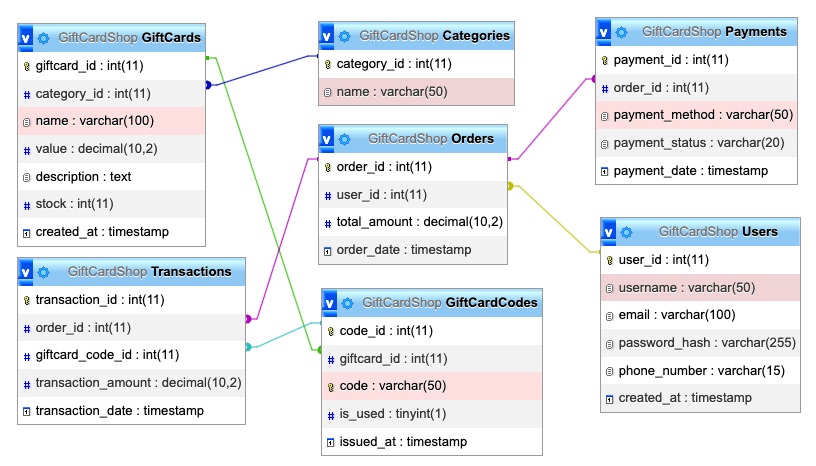 GiftCardShop GiftCards
giftcard_id : int(11)
category_id : int(11)
name : varchar(100)
value : decimal(10,2)
description : text
stock : int(11)
created_at : timestamp
GiftCardShop Categories
category_id : int(11)
name : varchar(50)
GiftCardShop Payments
payment_id : int(11)
order_id : int(11)
payment_method : varchar(50)
payment_status : varchar(20)
payment_date : timestamp
GiftCardShop Orders
order_id : int(11)
user_id : int(11)
total_amount : decimal(10,2)
order_date : timestamp
GiftCardShop Users
user_id : int(11)
username : varchar(50)
email : varchar(100)
password_hash : varchar(255)
phone_number : varchar(15)
created_at : timestamp
GiftCardShop Transactions
transaction_id : int(11)
order_id : int(11)
giftcard_code_id : int(11)
transaction_amount : decimal(10,2)
transaction_date : timestamp
GiftCardShop GiftCardCodes
code_id : int(11)
giftcard_id : int(11)
code : varchar(50)
is_used : tinyint(1)
issued_at : timestamp